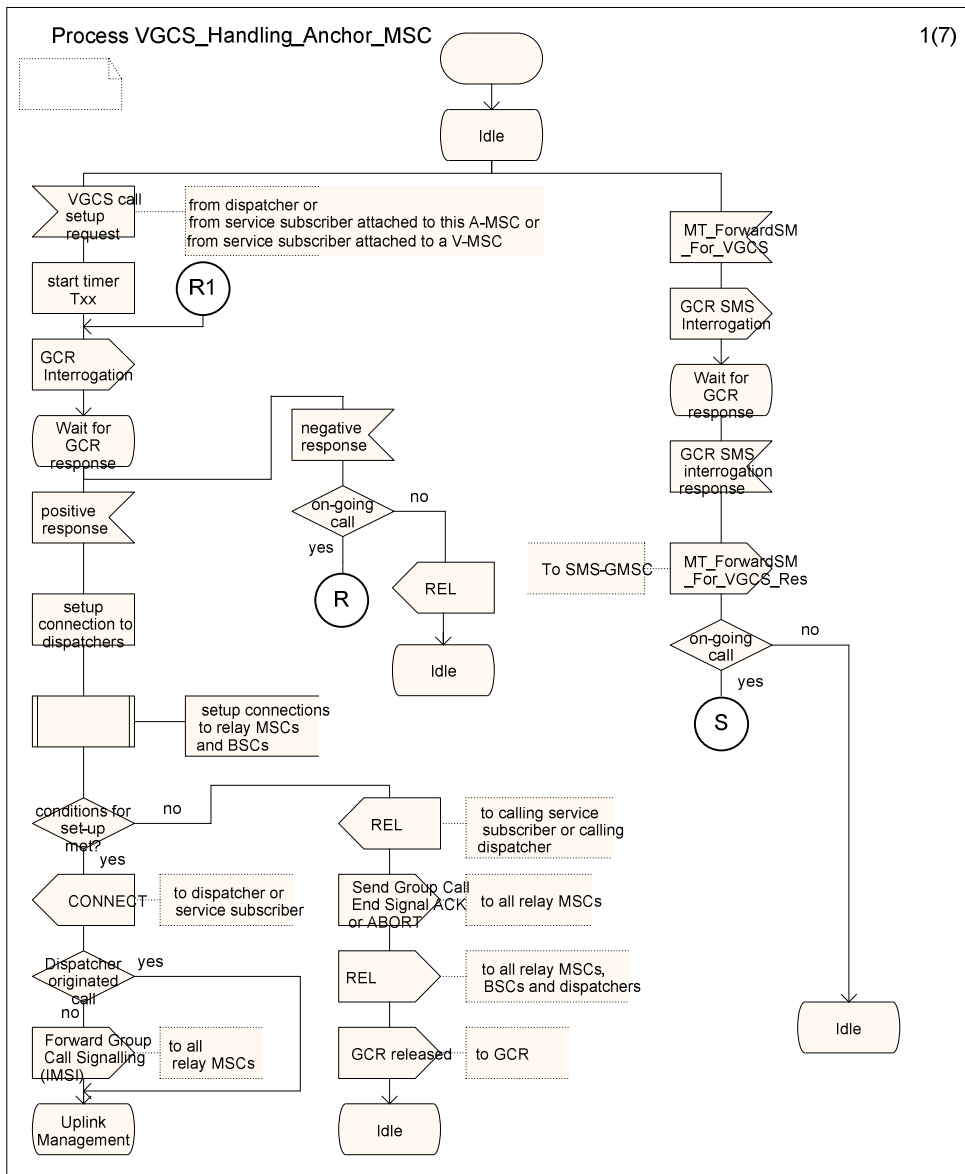 Process VGCS_Handling_Anchor_MSC
1(7)
Idle
VGCS call
setup
request
from dispatcher or
from service subscriber attached to this A-MSC or
from service subscriber attached to a V-MSC
MT_ForwardSM
_For_VGCS
start timer
Txx
R1
GCR SMS
Interrogation
GCR
Interrogation
Wait for
GCR
response
Wait for
GCR
response
negative
response
GCR SMS
interrogation
response
positive
response
on-going
call
no
yes
To SMS-GMSC
MT_ForwardSM
_For_VGCS_Res
R
REL
setup
connection to
dispatchers
on-going
call
no
yes
Idle
S
setup connections
to relay MSCs
and BSCs
conditions for
set-up
met?
no
yes
REL
to calling service
subscriber or calling
dispatcher
CONNECT
to dispatcher or
service subscriber
Send Group Call
End Signal ACK
or ABORT
to all relay MSCs
Dispatcher
originated
call
yes
no
REL
to all relay MSCs,
BSCs and dispatchers
Idle
Forward Group
Call Signalling
(IMSI)
to all
relay MSCs
GCR released
to GCR
Uplink
Management
Idle